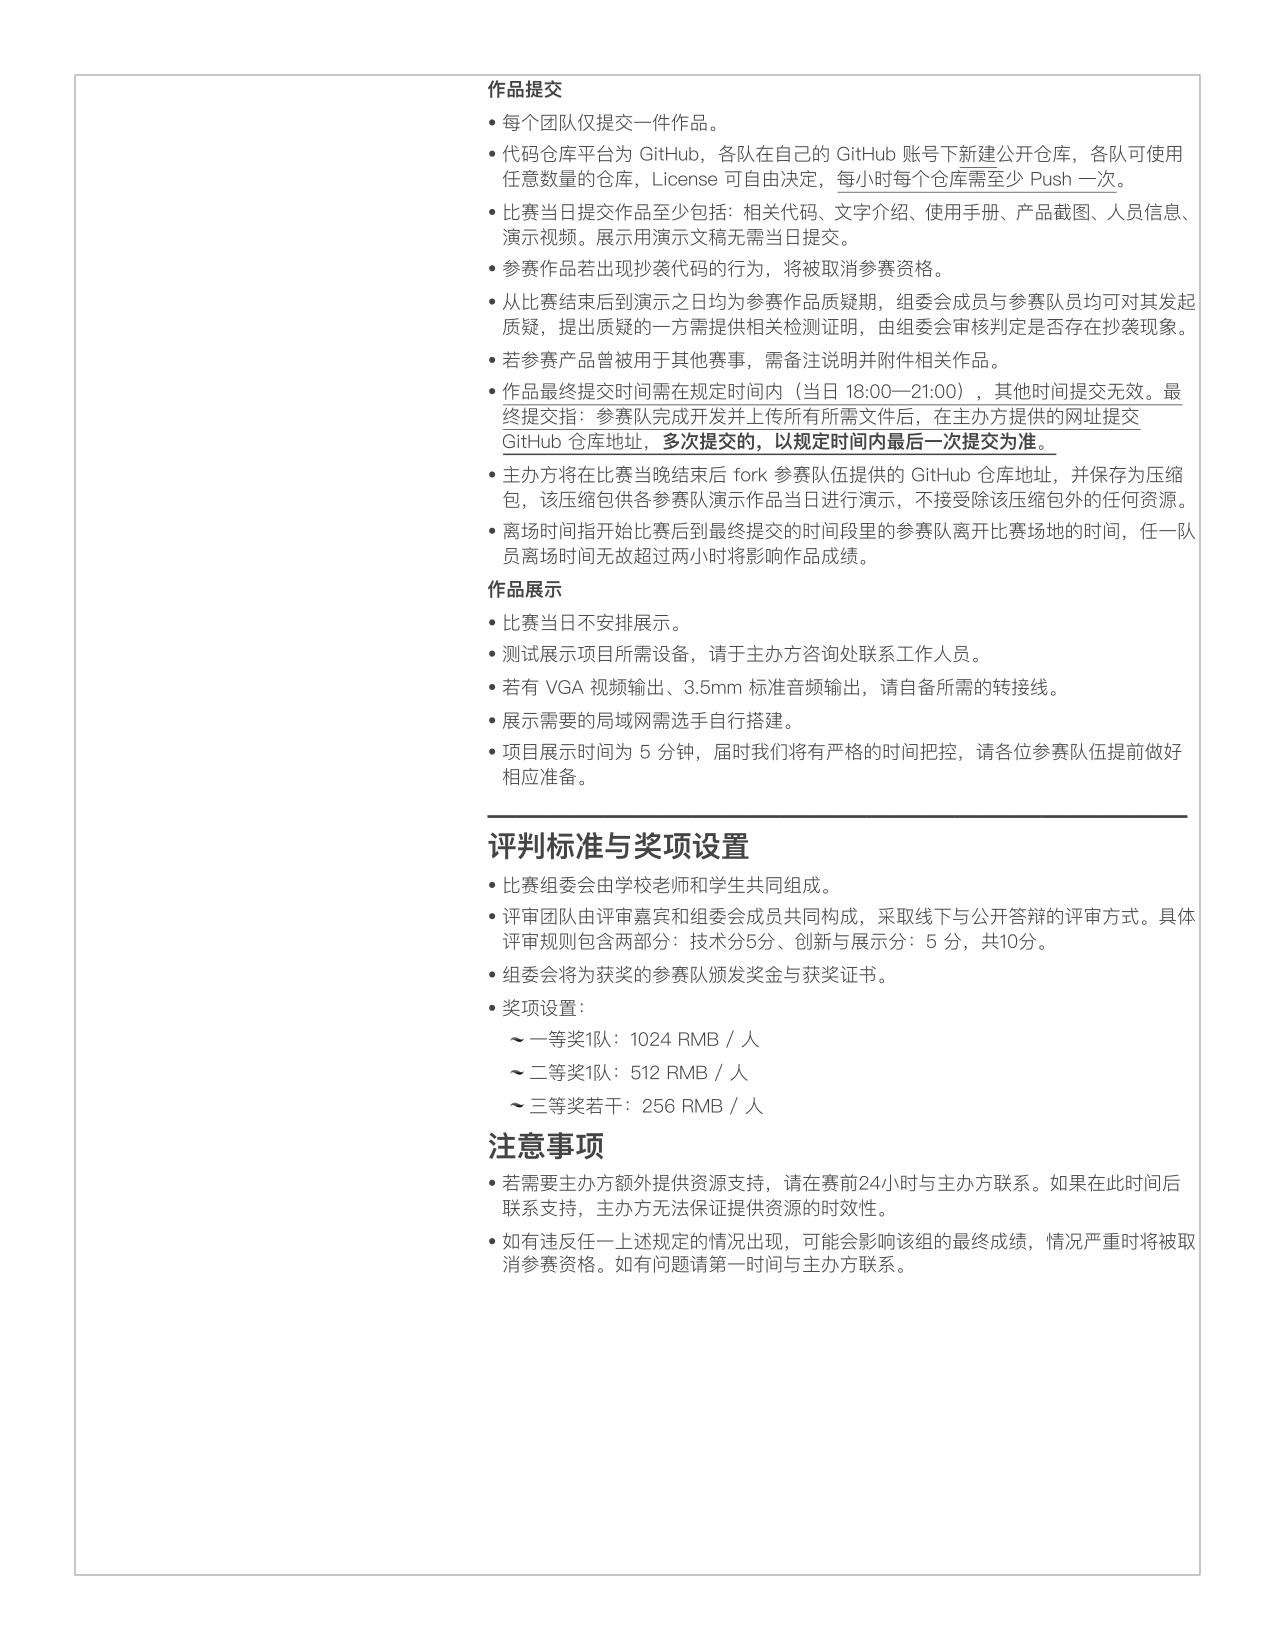 作品提交
• 每个团队仅提交一件作品。
• 代码仓库平台为 GitHub，各队在自己的 GitHub 账号下新建公开仓库，各队可使用
任意数量的仓库，License 可自由决定，每小时每个仓库需至少 Push 一次。
• 比赛当日提交作品至少包括：相关代码、文字介绍、使用手册、产品截图、人员信息、
演示视频。展示用演示文稿无需当日提交。
• 参赛作品若出现抄袭代码的行为，将被取消参赛资格。
• 从比赛结束后到演示之日均为参赛作品质疑期，组委会成员与参赛队员均可对其发起
质疑，提出质疑的一方需提供相关检测证明，由组委会审核判定是否存在抄袭现象。
• 若参赛产品曾被用于其他赛事，需备注说明并附件相关作品。
• 作品最终提交时间需在规定时间内（当日 18:00—21:00），其他时间提交无效。最
终提交指：参赛队完成开发并上传所有所需文件后，在主办方提供的网址提交
GitHub 仓库地址，多次提交的，以规定时间内最后一次提交为准。
• 主办方将在比赛当晚结束后 fork 参赛队伍提供的 GitHub 仓库地址，并保存为压缩
包，该压缩包供各参赛队演示作品当日进行演示，不接受除该压缩包外的任何资源。
• 离场时间指开始比赛后到最终提交的时间段里的参赛队离开比赛场地的时间，任一队
员离场时间无故超过两小时将影响作品成绩。
作品展示
• 比赛当日不安排展示。
• 测试展示项目所需设备，请于主办方咨询处联系工作人员。
• 若有 VGA 视频输出、3.5mm 标准音频输出，请自备所需的转接线。
• 展示需要的局域网需选手自行搭建。
• 项目展示时间为 5 分钟，届时我们将有严格的时间把控，请各位参赛队伍提前做好
相应准备。
评判标准与奖项设置
• 比赛组委会由学校老师和学生共同组成。
• 评审团队由评审嘉宾和组委会成员共同构成，采取线下与公开答辩的评审方式。具体
评审规则包含两部分：技术分5分、创新与展示分：5 分，共10分。
• 组委会将为获奖的参赛队颁发奖金与获奖证书。
• 奖项设置：
~ 一等奖1队：1024 RMB / 人
~ 二等奖1队：512 RMB / 人
~ 三等奖若干：256 RMB / 人
注意事项
• 若需要主办方额外提供资源支持，请在赛前24小时与主办方联系。如果在此时间后
联系支持，主办方无法保证提供资源的时效性。
• 如有违反任一上述规定的情况出现，可能会影响该组的最终成绩，情况严重时将被取
消参赛资格。如有问题请第一时间与主办方联系。